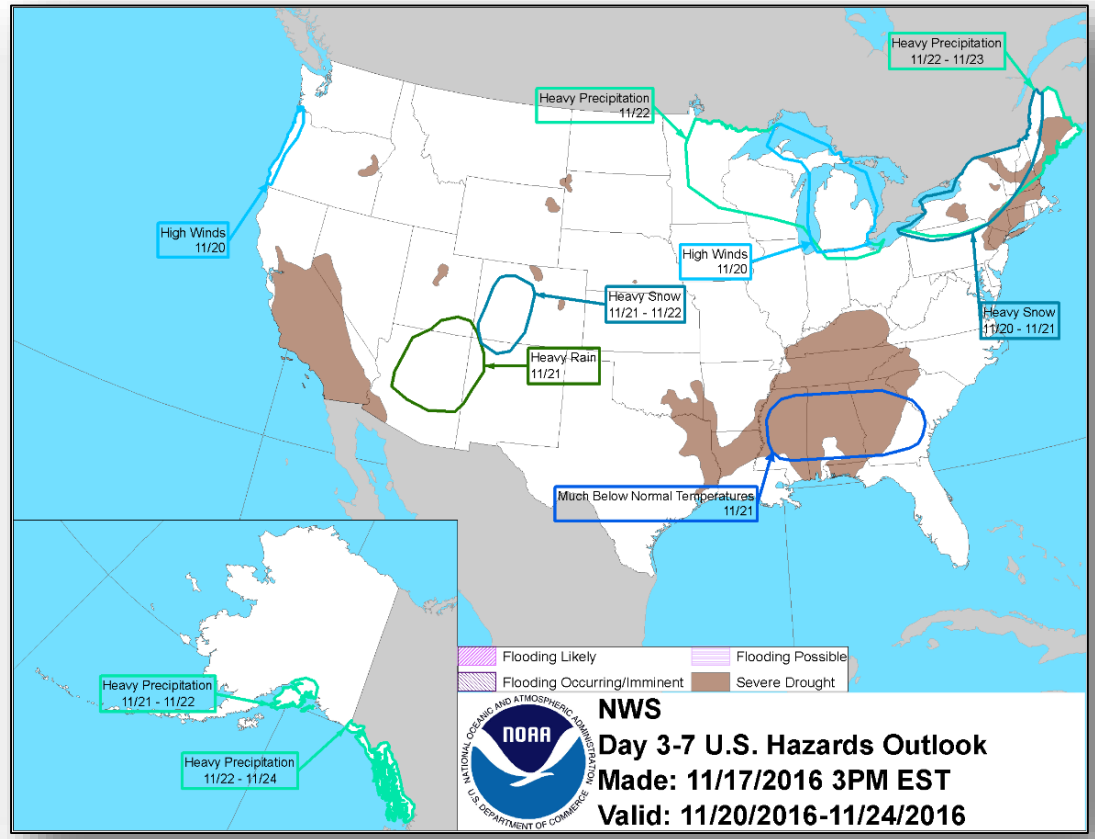 Heavy Precipitation
11/22 - 11/23
Heavy Precipitation
11/22
High Winds
11/20
High Winds
11/20
Heavy Snow
11/21 - 11/22
Heavy Snow
11/20 - 11/21
Heavy Rain
11/21
Much Below Normal Temperatures
11/21
Heavy Precipitation
11/21 - 11/22
Heavy Precipitation
11/22 - 11/24
Flooding Likely
Flooding Possible
Flooding Occurring/Imminent
Severe Drought
NATIONAL OCEANIC AND ATMOSPHERIC ADMINISTRATION
NOAA
U.S. DEPARTMENT OF COMMERCE
NWS
Day 3-7 U.S. Hazards Outlook
Made: 11/17/2016 3PM EST
Valid: 11/20/2016-11/24/2016